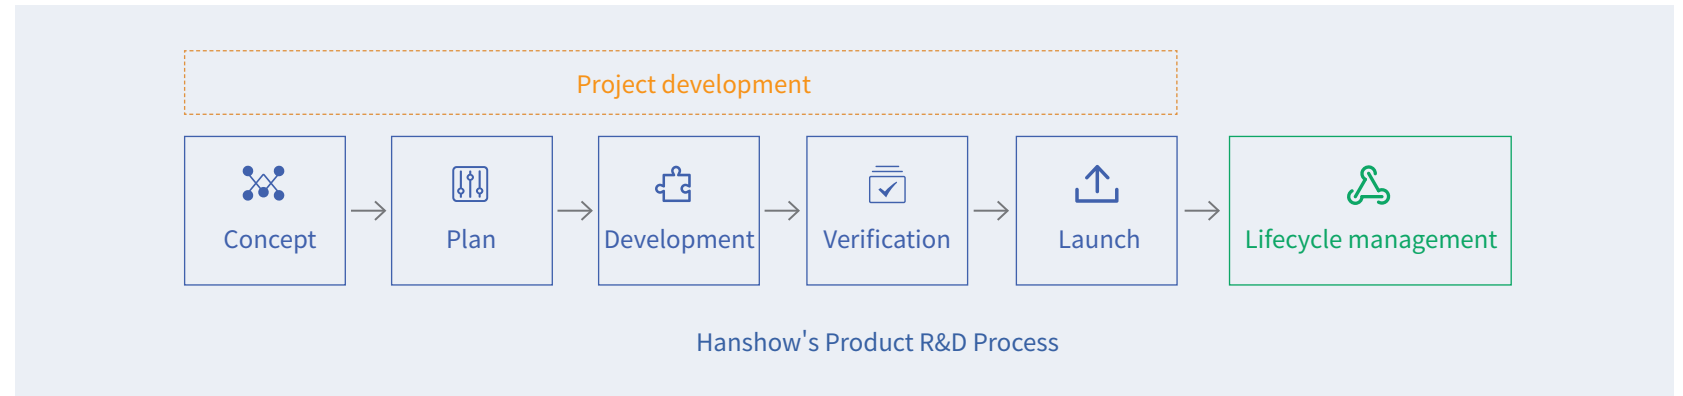 Project development
Concept
Plan
Development
Verification
Launch
Lifecycle management
Hanshow's Product R&D Process